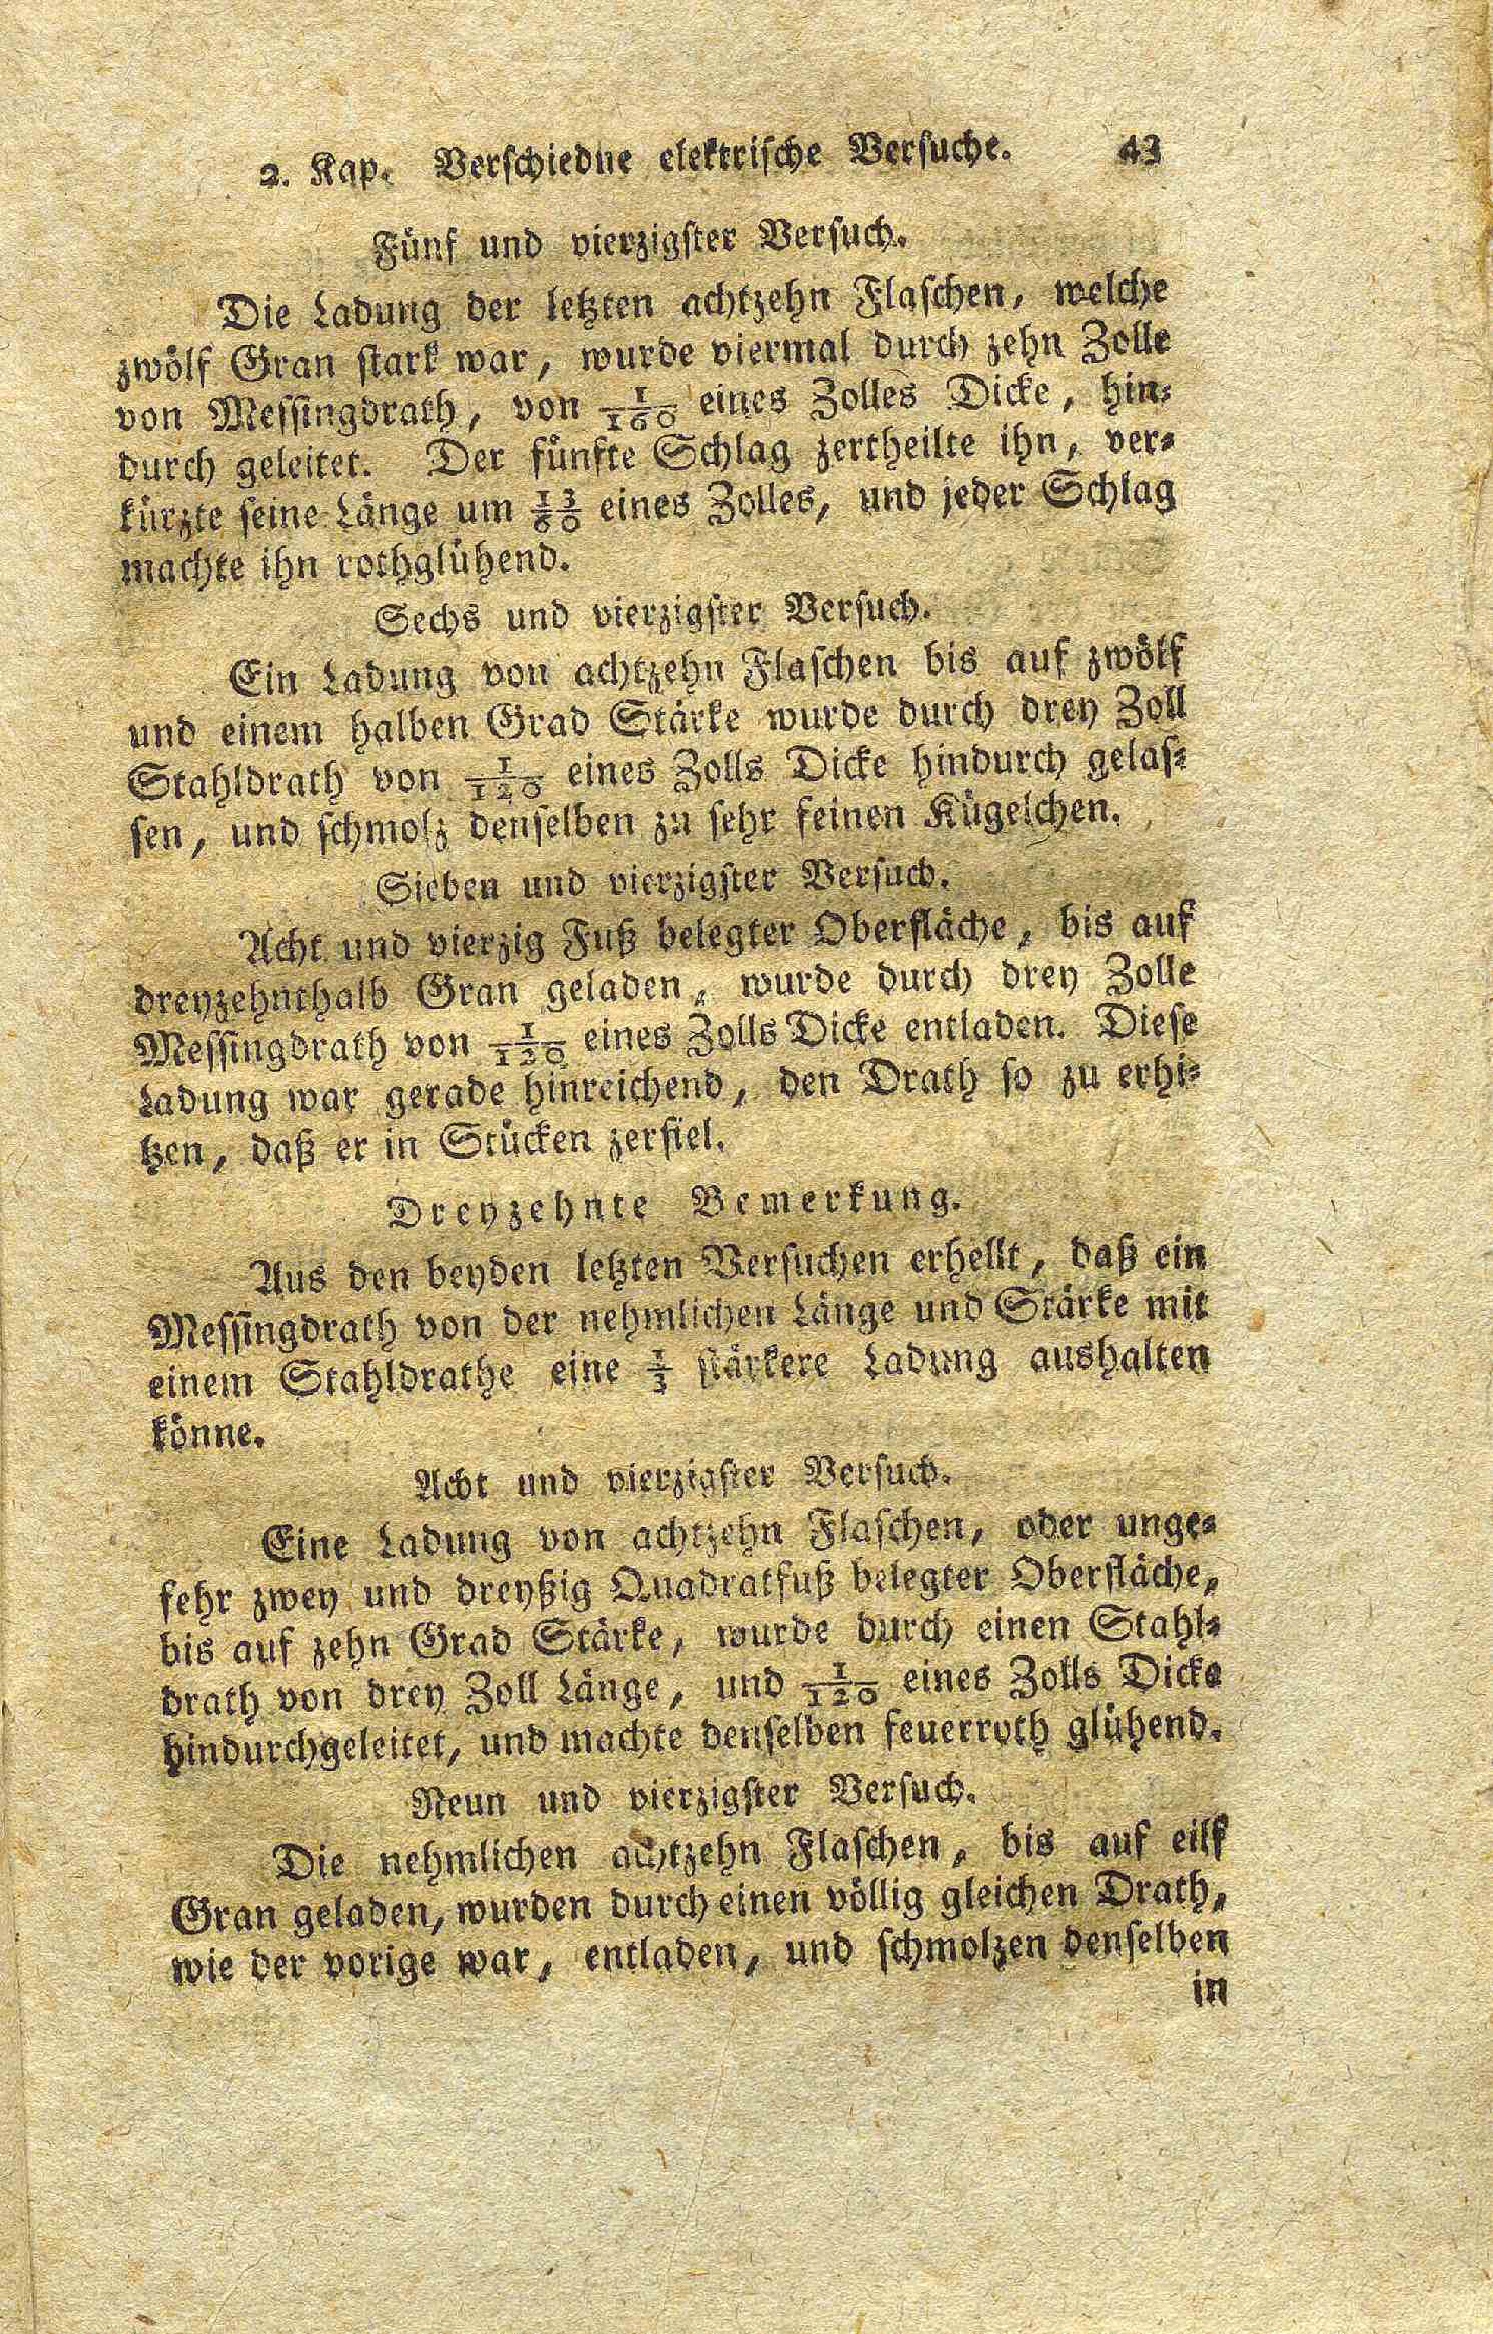 2. Kap. Verschiedne elektrische Versuche. 43
Fünf und vierzigster Versuch.
Die Ladung der letzten achtzehn Flaschen, welche
zwölf Gran stark war, wurde viermal durch zehn Zolle
von Messingdrath, von 1/160 eines Zolles Dicke, hin-
durch geleitet. Der fünfte Schlag zertheilte ihn, ver-
kürzte seine Länge um 13/60 eines Zolles, und jeder Schlag
machte ihn rothglühend.
Sechs und vierzigster Versuch.
Ein Ladung von achtzehn Flaschen bis auf zwölf
und einem halben Grad Stärke wurde durch drey Zoll
Stahldrath von 1/120 eines Zolls Dicke hindurch gelas-
sen, und schmolz denselben zu sehr feinen Kügelchen.
Sieben und vierzigster Versuch.
Acht und vierzig Fuß belegter Oberfläche, bis auf
dreyzehnthalb Gran geladen, wurde durch drey Zolle
Messingdrath von 1/120 eines Zolls Dicke entladen. Diese
Ladung war gerade hinreichend, den Drath so zu erhi-
tzen, daß er in Stücken zerfiel.
Dreyzehnte Bemerkung.
Aus den beyden letzten Versuchen erhellt, daß ein
Messingdrath von der nehmlichen Länge und Stärke mit
einem Stahldrathe eine 1/3 stärkere Ladung aushalten
könne.
Acht und vierzigster Versuch.
Eine Ladung von achtzehn Flaschen, oder unge-
fehr zwey und dreyßig Quadratfuß belegter Oberfläche,
bis auf zehn Grad Stärke, wurde durch einen Stahl-
drath von drey Zoll Länge, und 1/120 eines Zolls Dicke
hindurchgeleitet, und machte denselben feuerroth glühend.
Neun und vierzigster Versuch.
Die nehmlichen achtzehn Flaschen, bis auf eilf
Gran geladen, wurden durch einen völlig gleichen Drath,
wie der vorige war, entladen, und schmolzen denselben
in